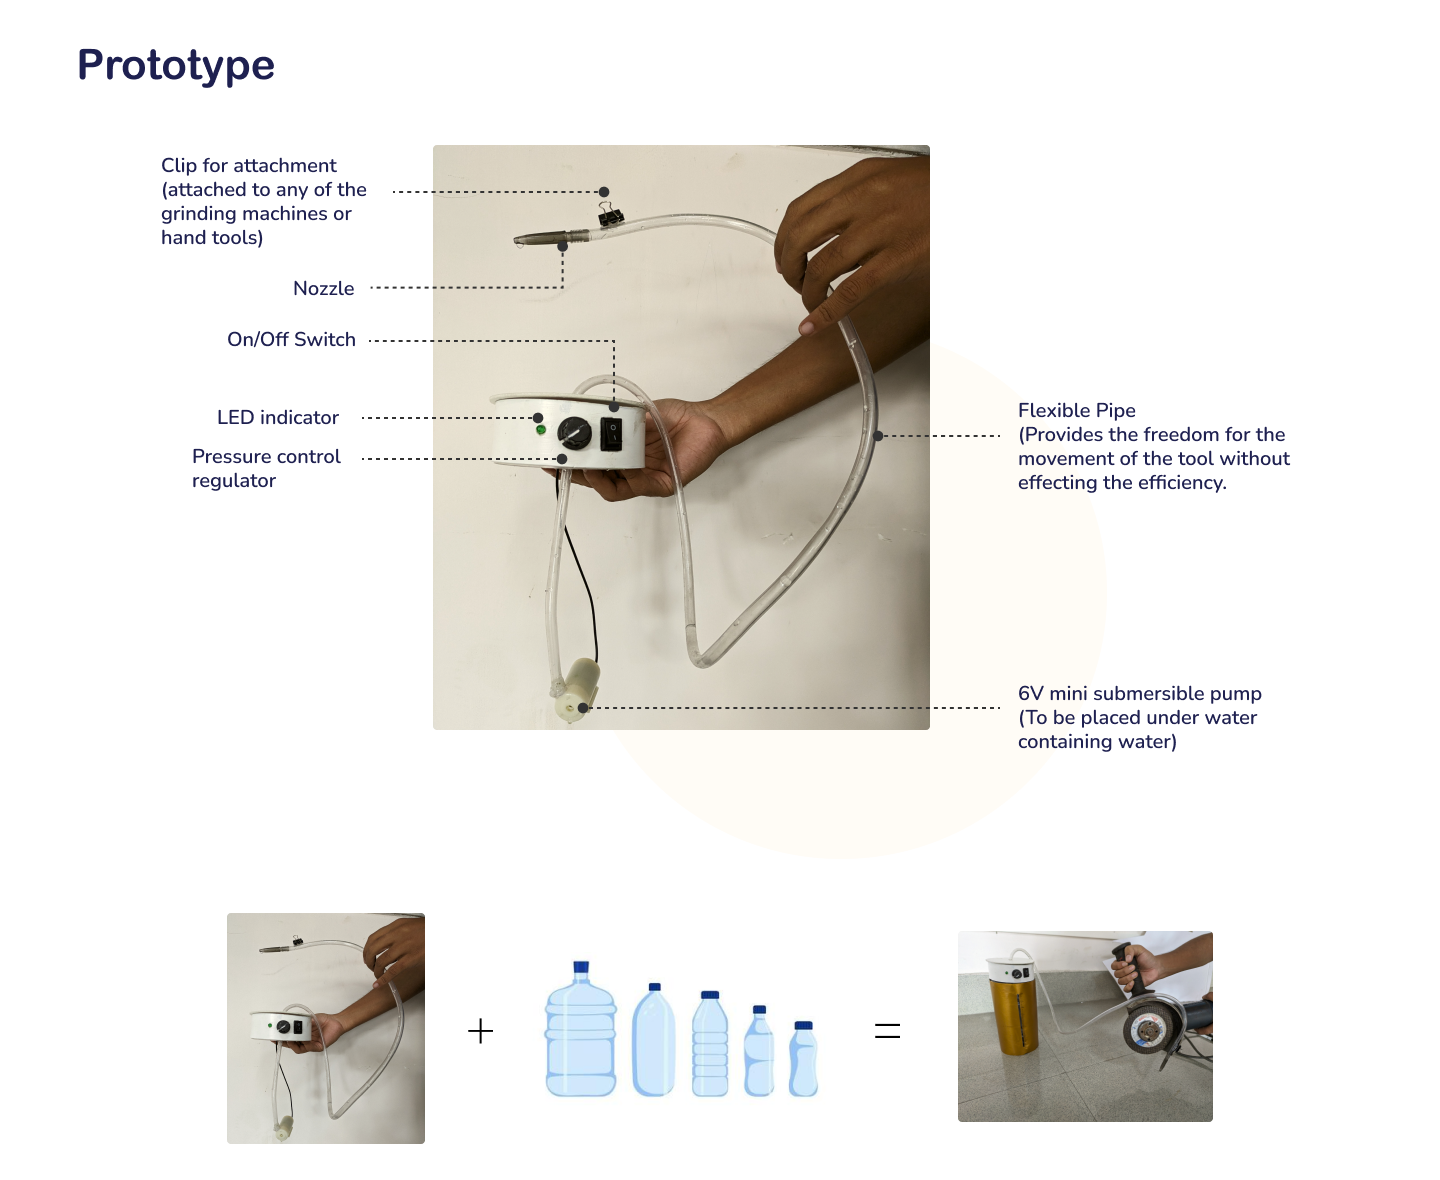 Prototype
Clip for attachment
(attached to any of the
grinding machines or
hand tools)
Nozzle
On/Off Switch
LED indicator
Pressure control
regulator
Flexible Pipe
(Provides the freedom for the
movement of the tool without
effecting the efficiency.
6V mini submersible pump
(To be placed under water
containing water)
+
=